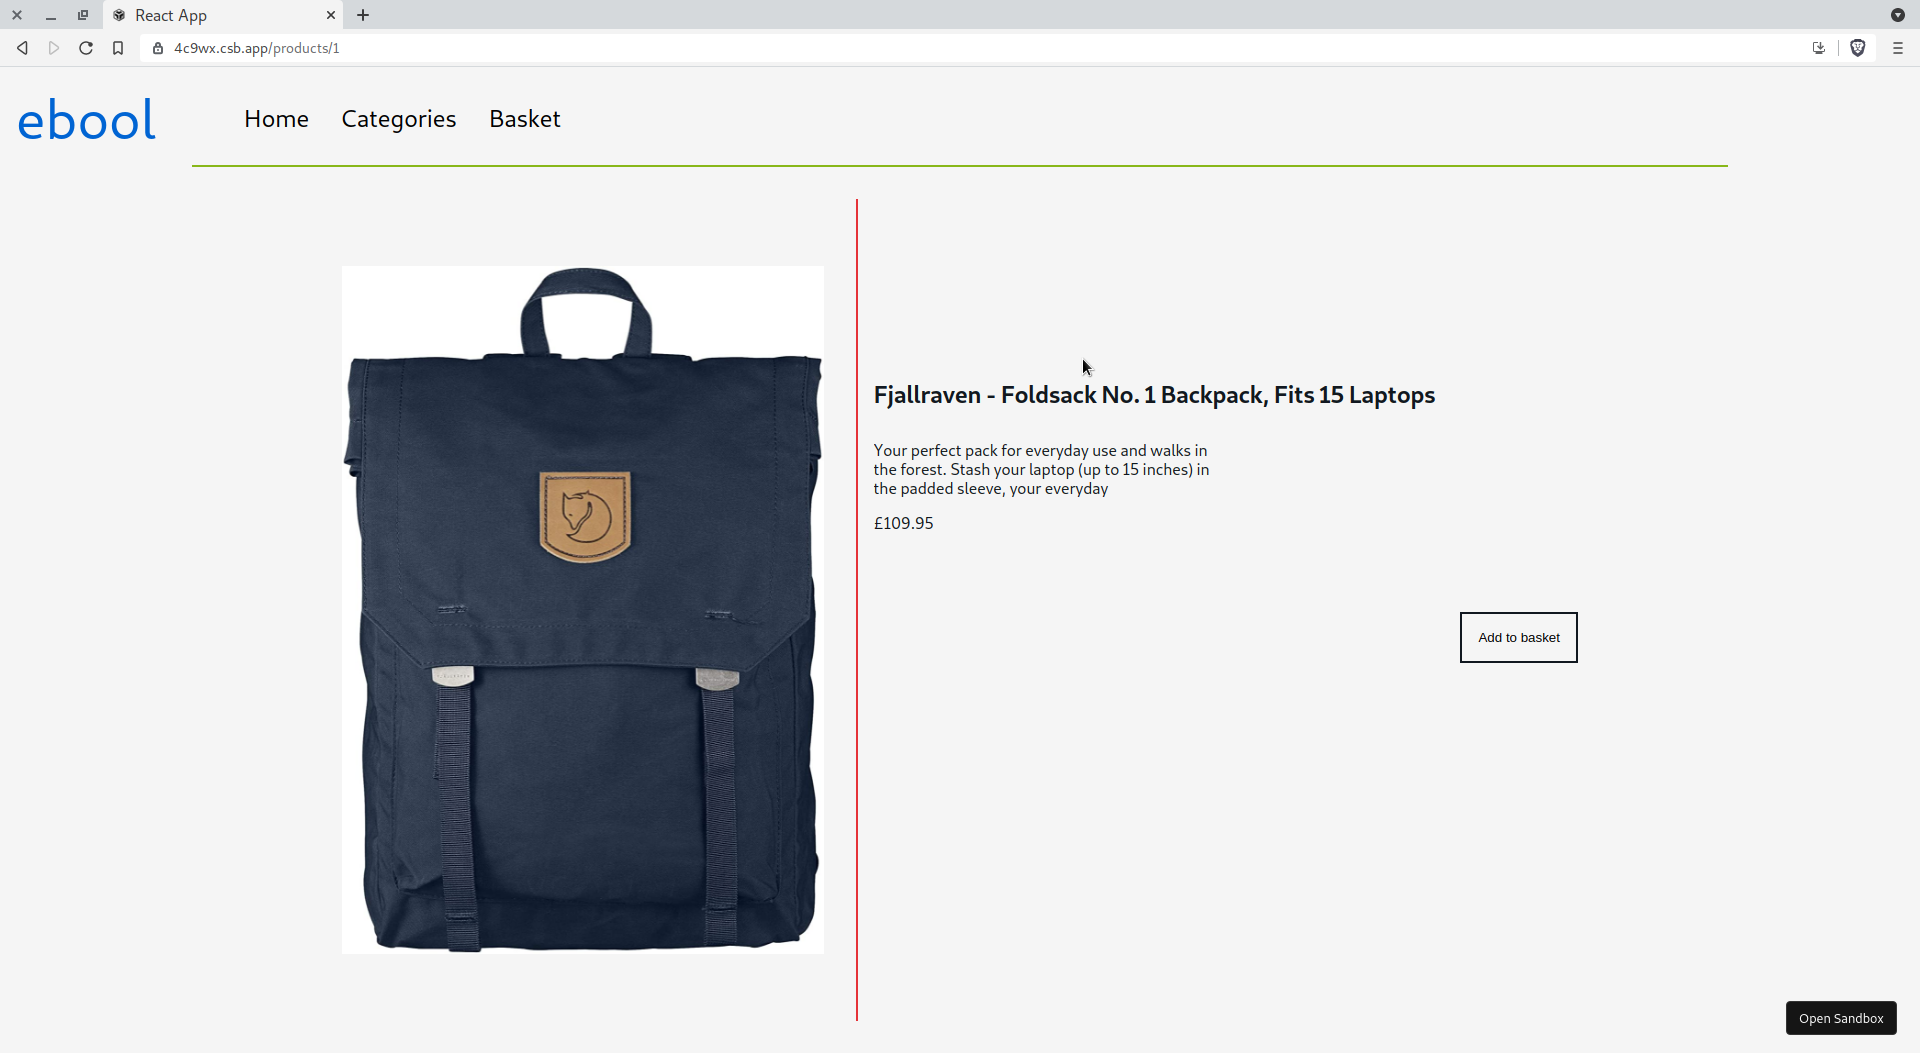 React App
4c9wx.csb.app/products/1
ebool
Home Categories Basket
Fjallraven - Foldsack No. 1 Backpack, Fits 15 Laptops
Your perfect pack for everyday use and walks in
the forest. Stash your laptop (up to 15 inches) in
the padded sleeve, your everyday
£109.95
Add to basket
Open Sandbox